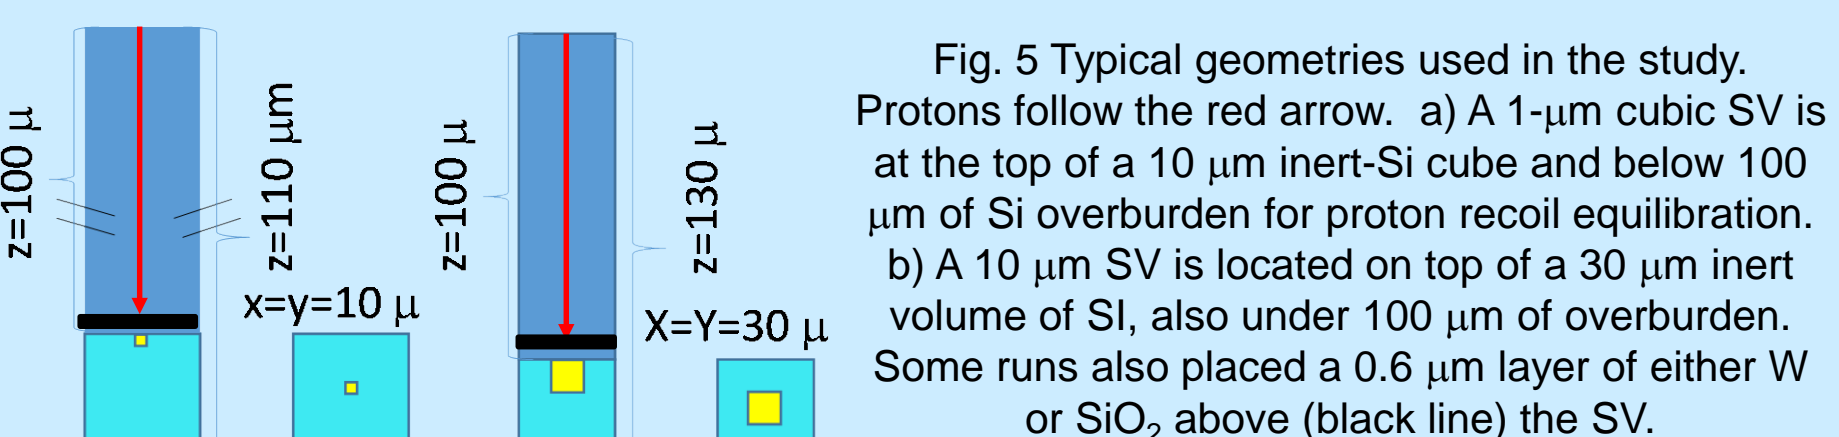 z=100 μ
z=110 μm
x=y=10 μ
z=100 μ
z=130 μ
X=Y=30 μ
Fig. 5 Typical geometries used in the study.
Protons follow the red arrow.  a) A 1-μm cubic SV is
at the top of a 10 μm inert-Si cube and below 100
μm of Si overburden for proton recoil equilibration.
b) A 10 μm SV is located on top of a 30 μm inert
volume of SI, also under 100 μm of overburden.
Some runs also placed a 0.6 μm layer of either W
or SiO₂ above (black line) the SV.